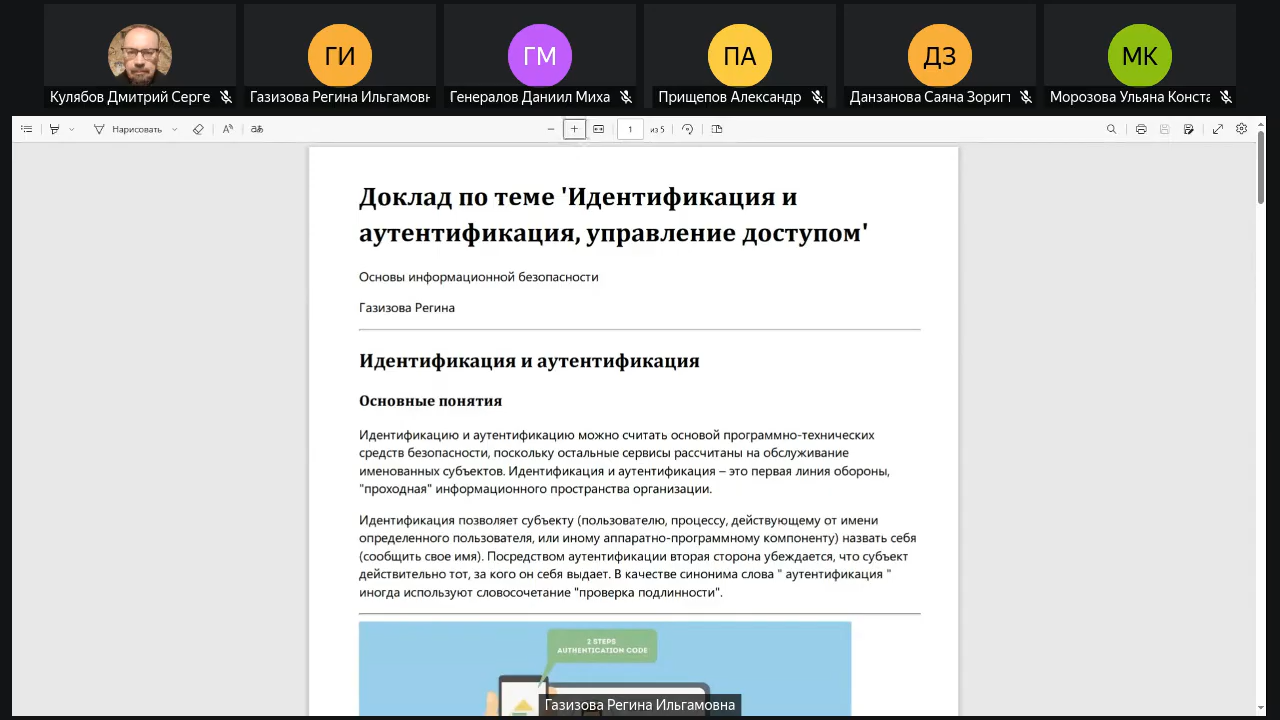 ГИ
ГМ
ПА
ДЗ
МК
Кулябов Дмитрий Серге
Газизова Регина Ильгамовн
Генералов Даниил Миха
Прищепов Александр
Данзанова Саяна Зоригт
Морозова Ульяна Конста
Нарисовать
1 из 5
Доклад по теме 'Идентификация и
аутентификация, управление доступом'
Основы информационной безопасности
Газизова Регина
Идентификация и аутентификация
Основные понятия
Идентификацию и аутентификацию можно считать основой программно-технических
средств безопасности, поскольку остальные сервисы рассчитаны на обслуживание
именованных субъектов. Идентификация и аутентификация – это первая линия обороны,
"проходная" информационного пространства организации.
Идентификация позволяет субъекту (пользователю, процессу, действующему от имени
определенного пользователя, или иному аппаратно-программному компоненту) назвать себя
(сообщить свое имя). Посредством аутентификации вторая сторона убеждается, что субъект
действительно тот, за кого он себя выдает. В качестве синонима слова " аутентификация "
иногда используют словосочетание "проверка подлинности".
2 STEPS
AUTHENTICATION CODE
Газизова Регина Ильгамовна